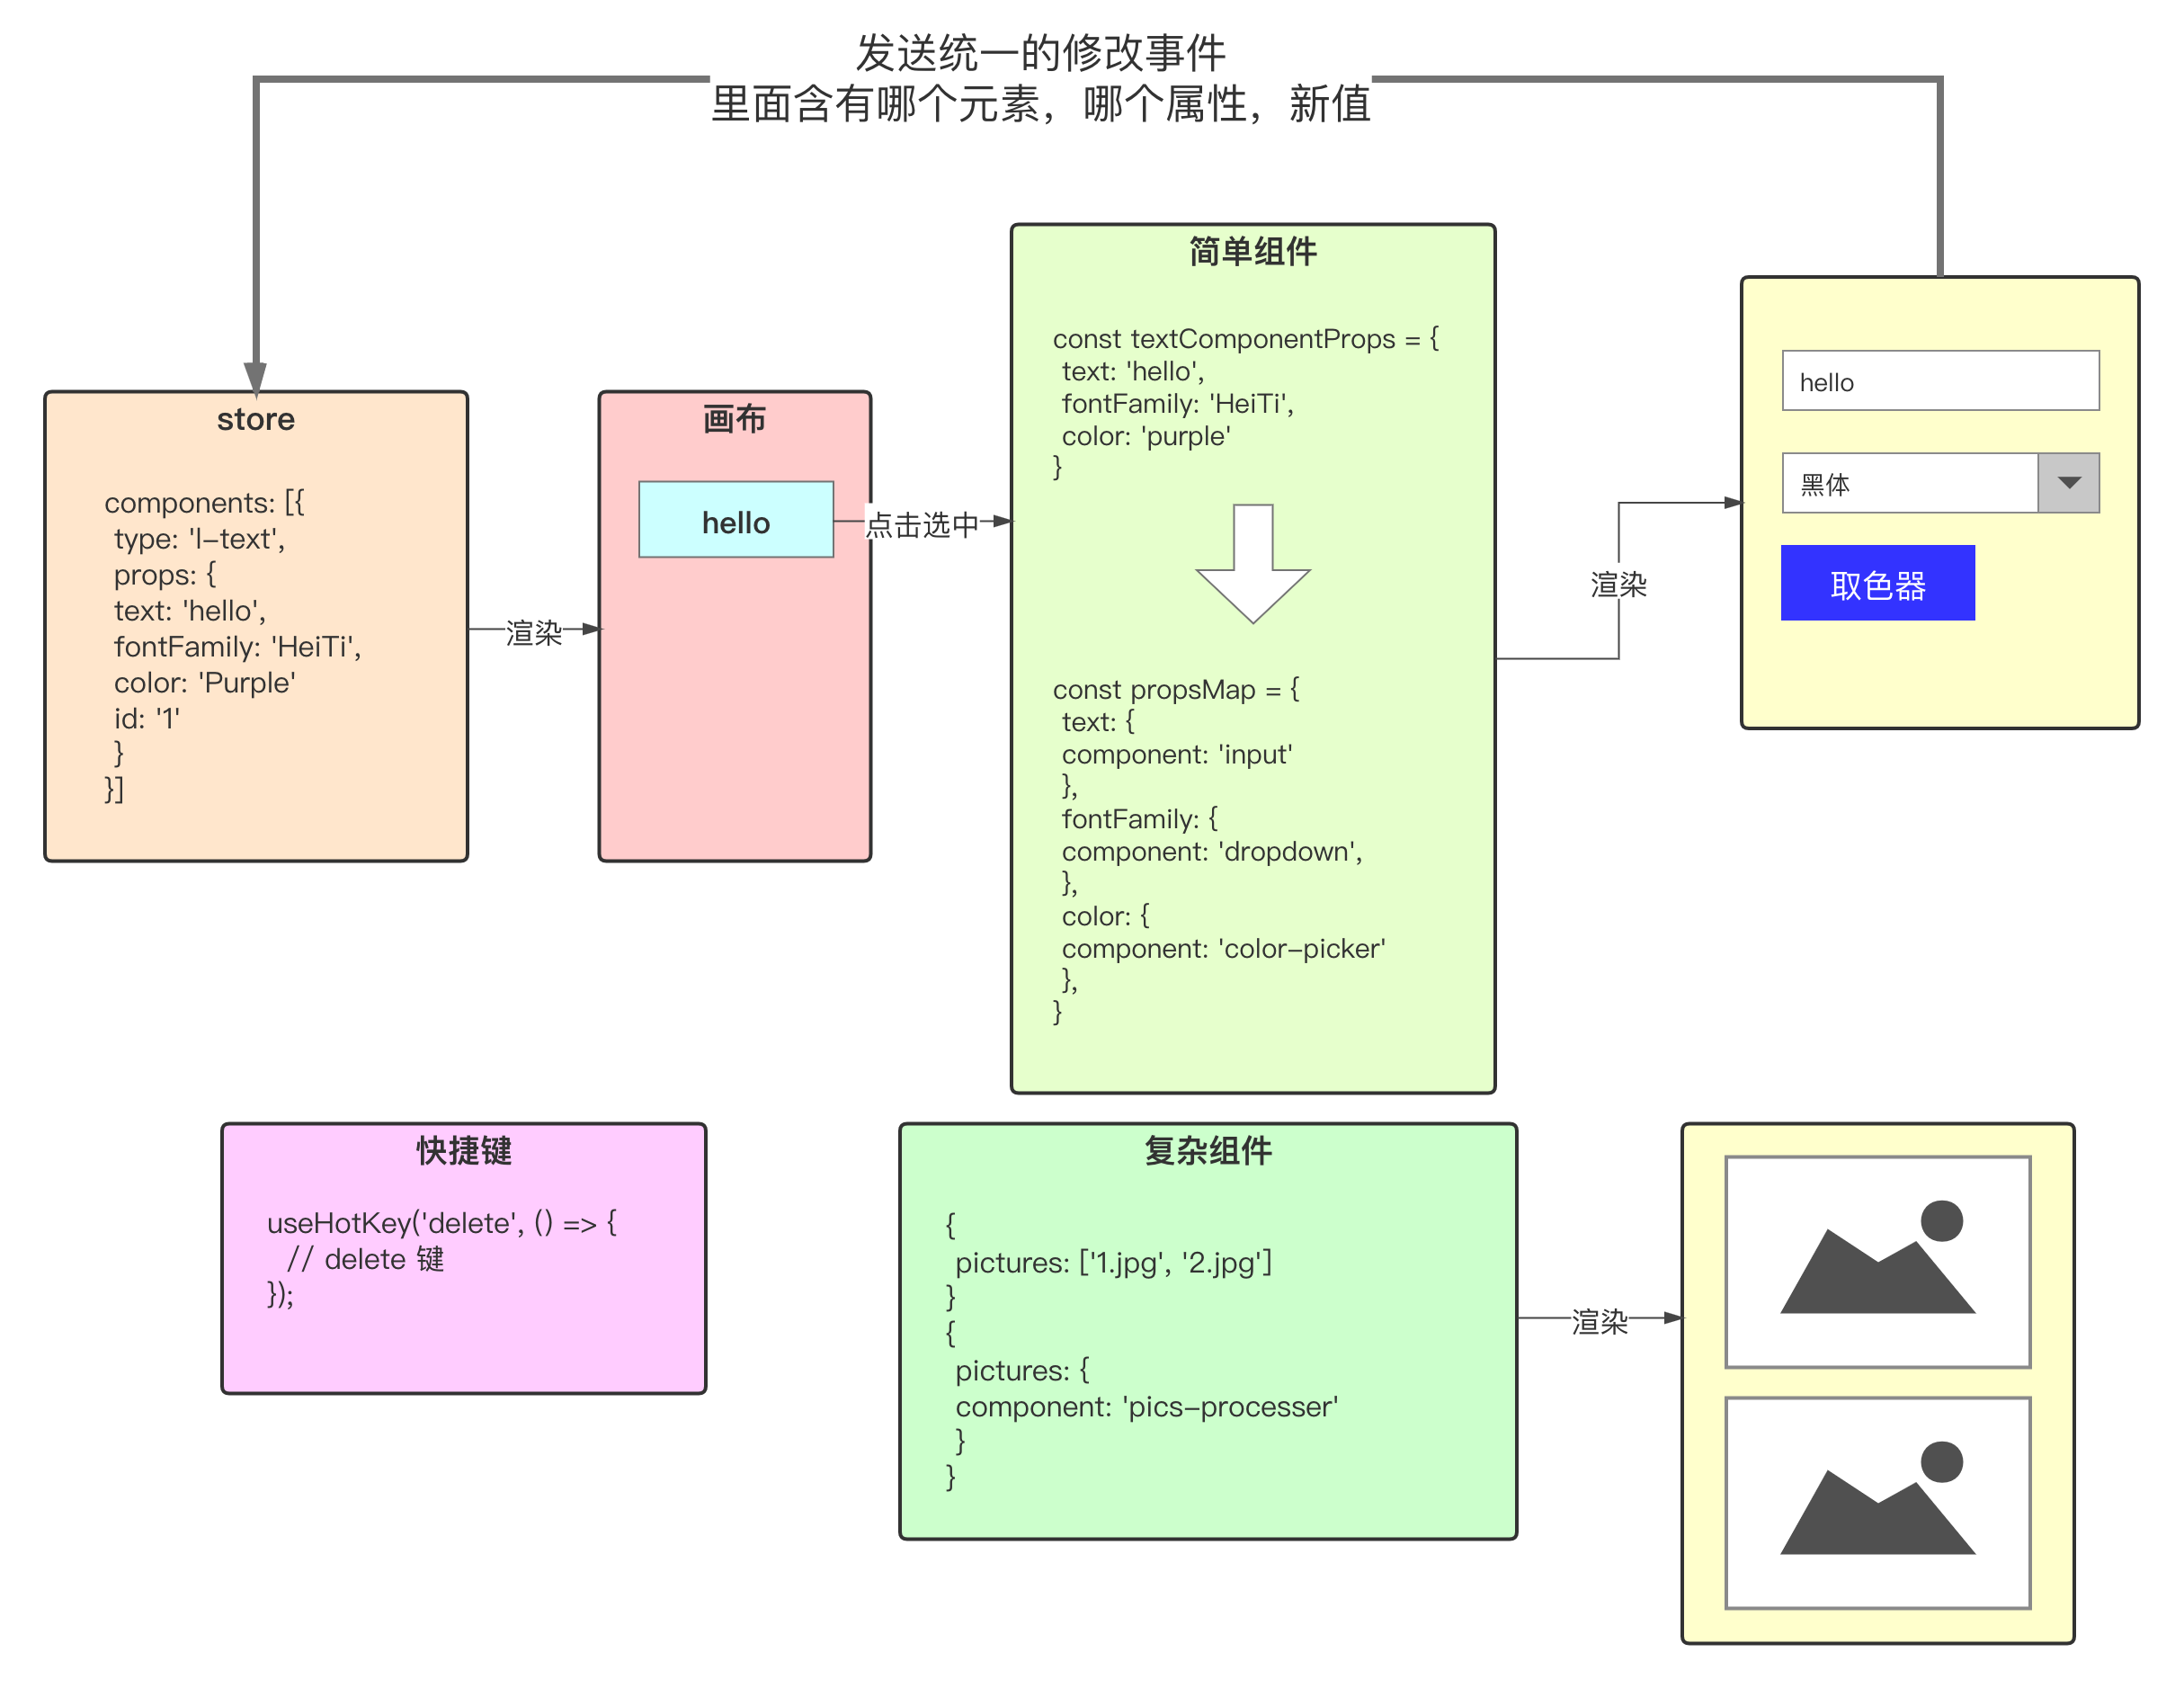 发送统一的修改事件
里面含有哪个元素，哪个属性，新值
store
components: [{
type: 'l-text',
props: {
text: 'hello',
fontFamily: 'HeiTi',
color: 'Purple'
id: '1'
}
}]
渲染
画布
hello
点击选中
简单组件
const textComponentProps = {
text: 'hello',
fontFamily: 'HeiTi',
color: 'purple'
}
const propsMap = {
text: {
component: 'input'
},
fontFamily: {
component: 'dropdown',
},
color: {
component: 'color-picker'
},
}
渲染
hello
黑体
取色器
快捷键
useHotKey('delete', () => {
// delete 键
});
复杂组件
{
pictures: ['1.jpg', '2.jpg']
}
{
pictures: {
component: 'pics-processer'
}
}
渲染